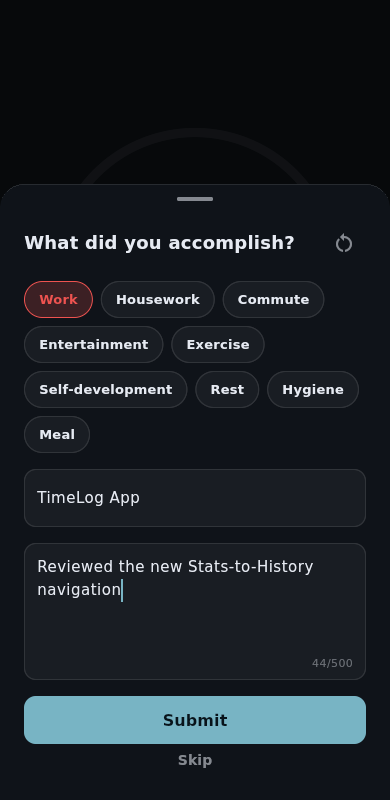 What did you accomplish?
Work Housework Commute
Entertainment Exercise
Self-development Rest Hygiene
Meal
TimeLog App
Reviewed the new Stats-to-History
navigation
44/500
Submit
Skip